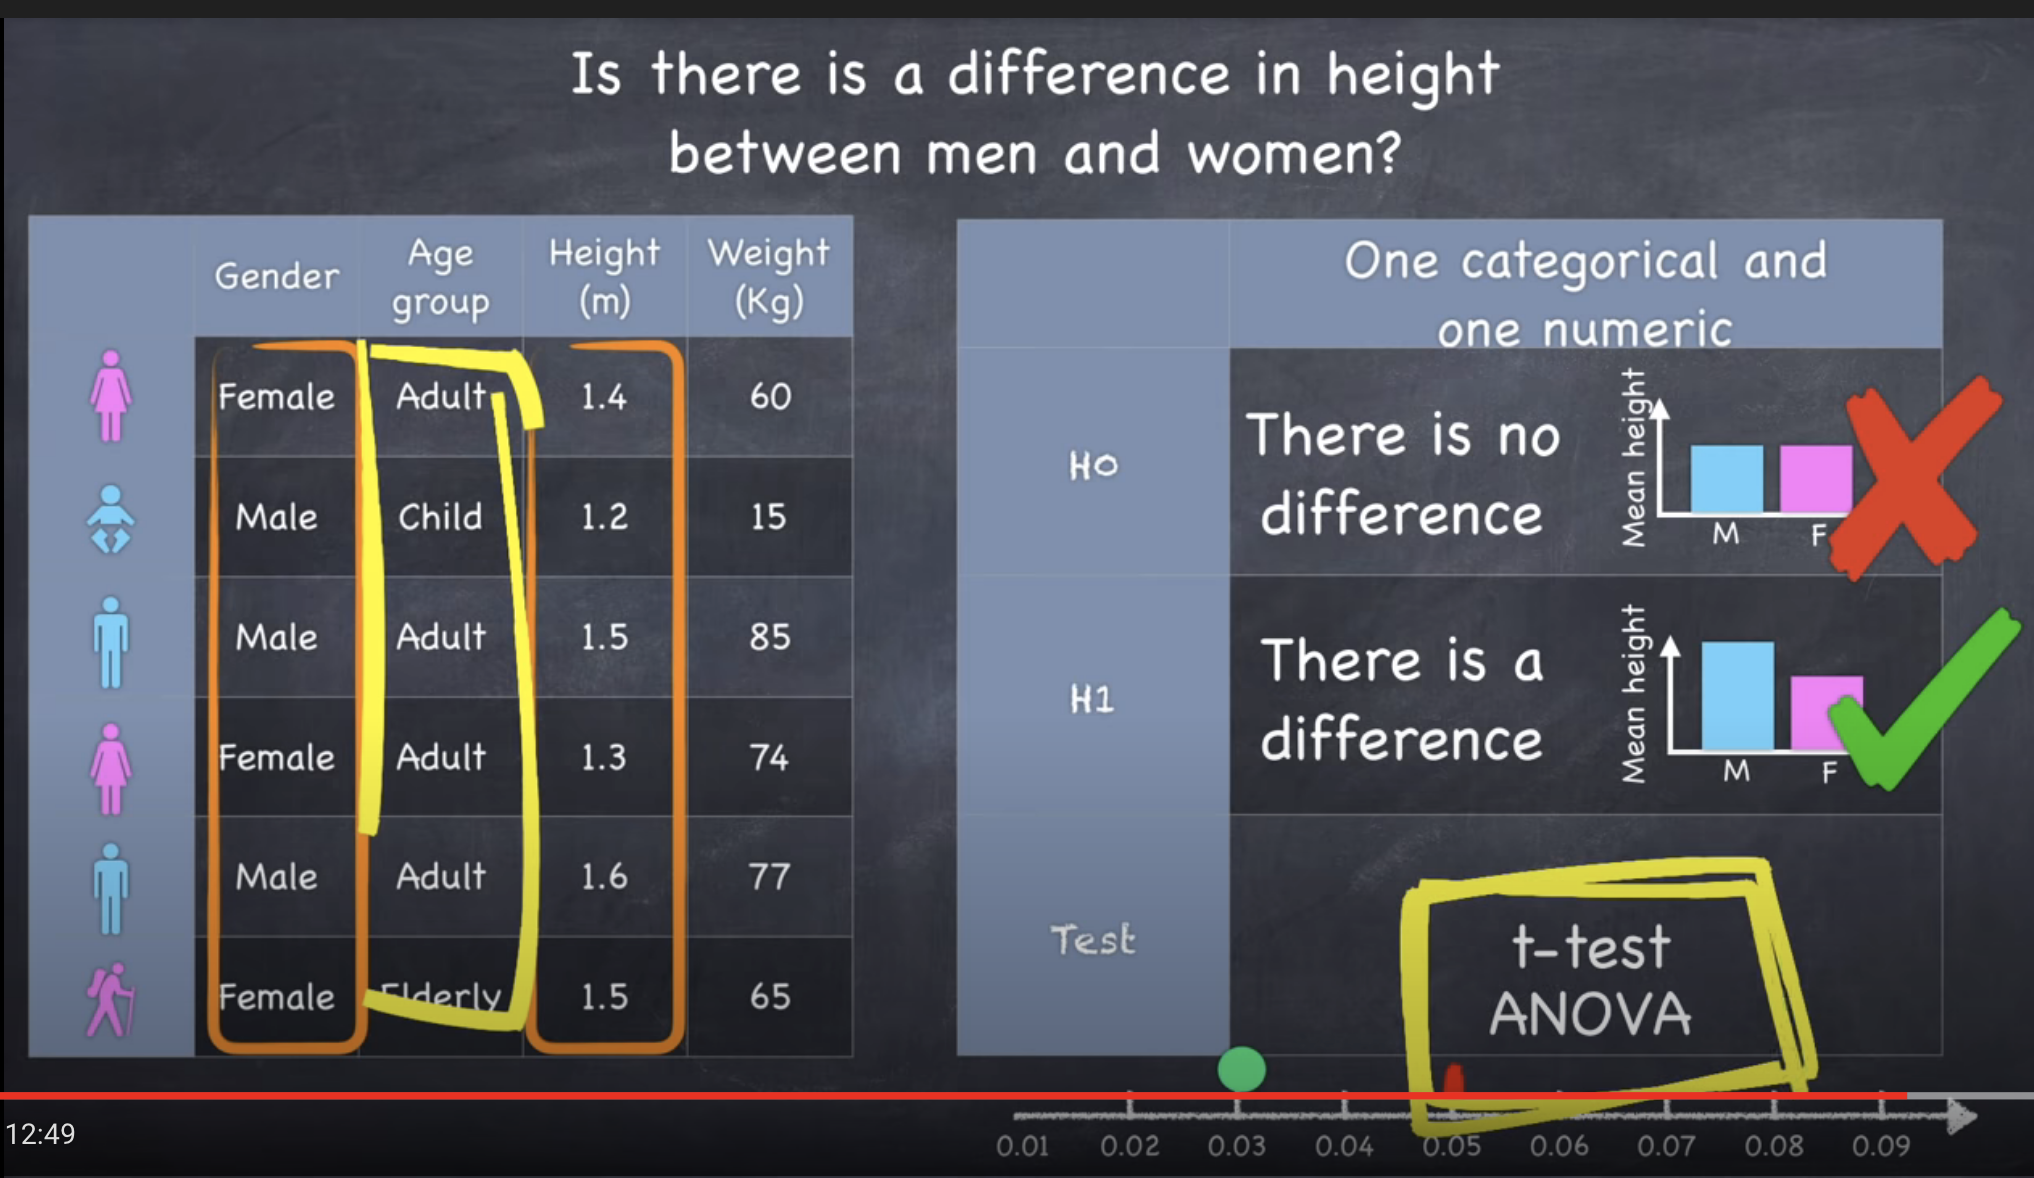 Is there is a difference in height
between men and women?
Gender Age group Height (m) Weight (Kg)
Female Adult 1.4 60
Male Child 1.2 15
Male Adult 1.5 85
Female Adult 1.3 74
Male Adult 1.6 77
Female Elderly 1.5 65
One categorical and
one numeric
H0
There is no
difference
Mean height
M F
H1
There is a
difference
Mean height
M F
Test
t-test
ANOVA
0.01 0.02 0.03 0.04 0.05 0.06 0.07 0.08 0.09
12:49